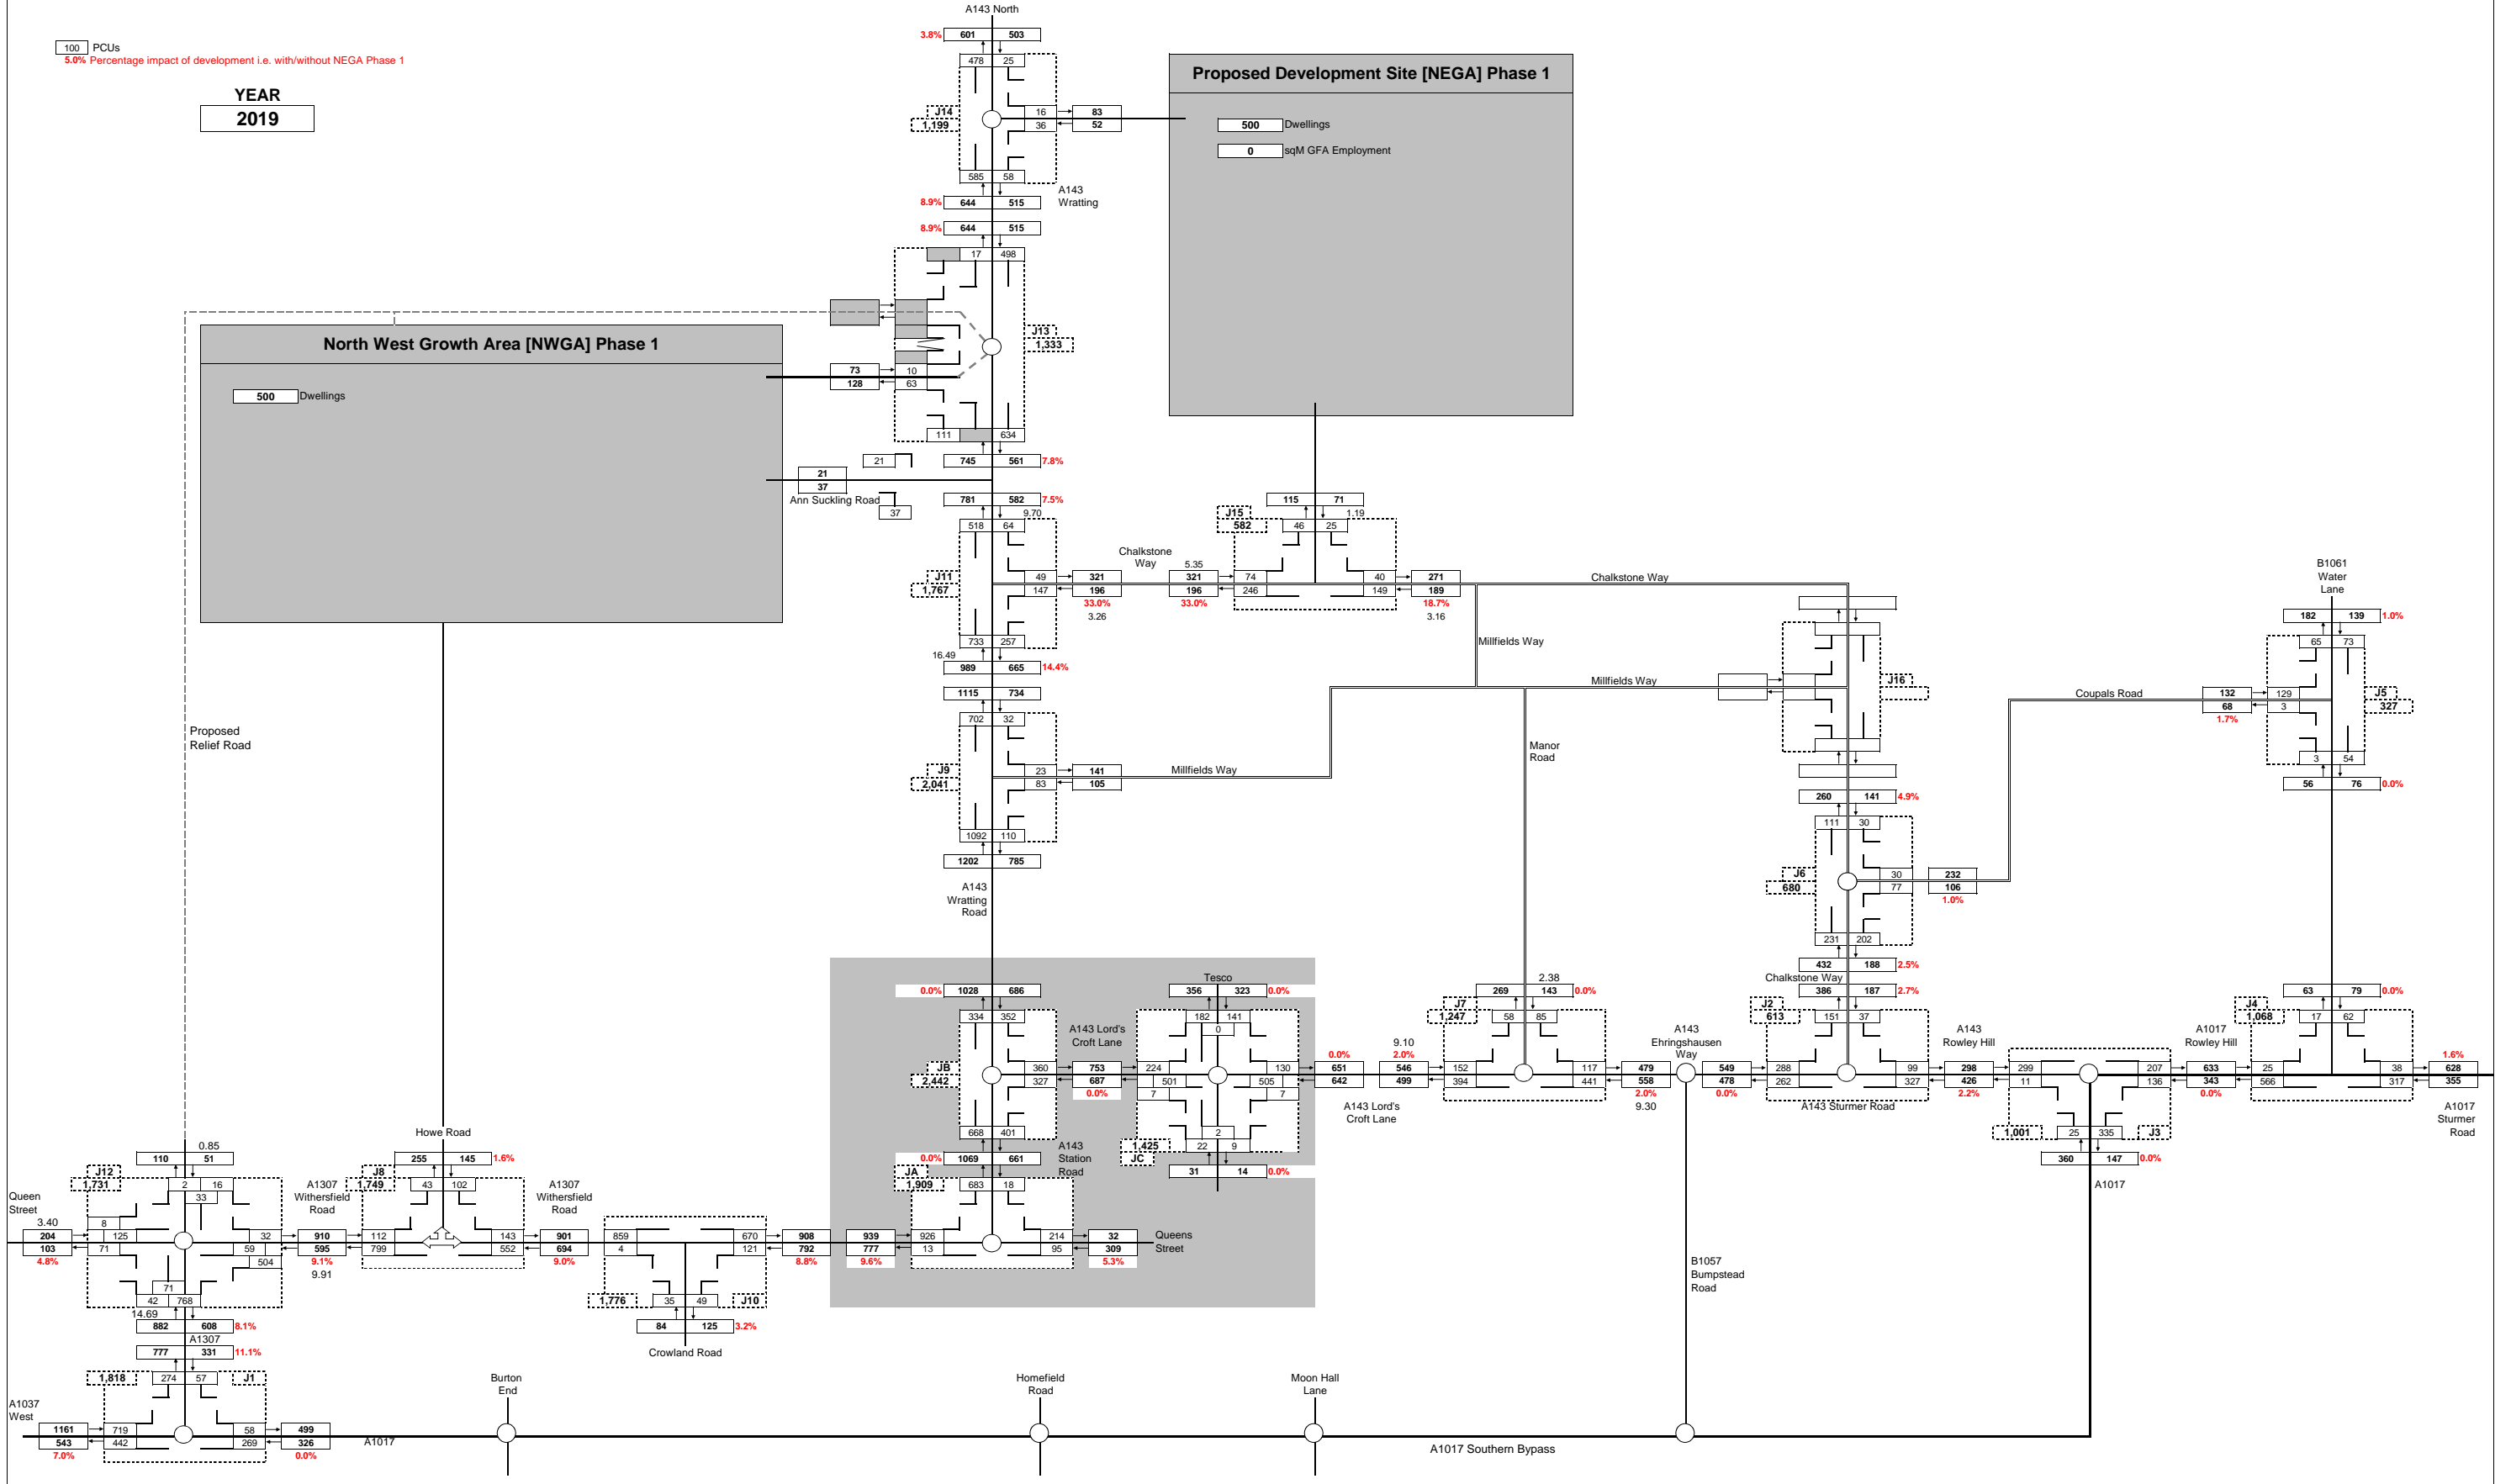 A143 North
100 PCUs
5.0% Percentage impact of development i.e. with/without NEGA Phase 1
YEAR
2019
3.8% 601 503
478 25
J14
1,199
16 83
36 52
585 58
A143
Wratting
8.9% 644 515
Proposed Development Site [NEGA] Phase 1
500 Dwellings
0 sqM GFA Employment
8.9% 644 515
17 498
J13
1,333
73 10
128 63
111 634
745 561 7.8%
North West Growth Area [NWGA] Phase 1
500 Dwellings
21
21
37
Ann Suckling Road
37
781 582 7.5%
9.70
518 64
J11
1,767
49 321
147 196
33.0%
3.26
733 257
16.49
989 665 14.4%
Chalkstone
Way
5.35
321 74
196 246
33.0%
115 71
1.19
J15
582
46 25
40 271
149 189
18.7%
3.16
Chalkstone Way
Millfields Way
Millfields Way
J16
B1061
Water
Lane
182 139 1.0%
65 73
Coupals Road
132 129
68 3
1.7%
J5
327
3 54
56 76 0.0%
1115 734
702 32
J9
2,041
23 141
83 105
Millfields Way
1092 110
1202 785
A143
Wratting
Road
Manor
Road
Proposed
Relief Road
260 141 4.9%
111 30
J6
680
30 232
77 106
1.0%
231 202
432 188 2.5%
Chalkstone Way
0.0% 1028 686
334 352
JB
2,442
360 753
327 687
0.0%
A143 Lord's
Croft Lane
668 401
0.0% 1069 661
A143
Station
Road
Tesco
356 323 0.0%
182 141
0
224 130
501 505
7 7
2
22 9
1,425
JC
31 14 0.0%
0.0%
651
642
9.10
2.0%
546 152
499 394
A143 Lord's
Croft Lane
2.38
269 143 0.0%
J7
1,247
58 85
117 479
441 558
2.0%
9.30
A143
Ehringshausen
Way
549 288
478 262
0.0%
386 187 2.7%
J2
613
151 37
99 298
327 426
2.2%
A143 Sturmer Road
A143
Rowley Hill
299 207
11 136
25 335
1,001
J3
360 147 0.0%
A1017
A1017
Rowley Hill
633 25
343 566
0.0%
63 79 0.0%
J4
1,068
17 62
38 628
317 355
1.6%
A1017
Sturmer
Road
0.85
110 51
J12
1,731
2 16
33
Queen
Street
3.40
204
103
4.8%
8
125
71
32
59
504
71
42 768
14.69
882 608 8.1%
A1307
A1307
Withersfield
Road
910 112
595 799
9.1%
9.91
Howe Road
255 145 1.6%
J8
1,749
43 102
143 901
552 694
9.0%
A1307
Withersfield
Road
859 670
4 121
35 49
1,776
J10
84 125 3.2%
Crowland Road
908
792
8.8%
939 926
777 13
9.6%
JA
1,909
683 18
214 32
95 309
5.3%
Queens
Street
B1057
Bumpstead
Road
777 331 11.1%
1,818
274 57
J1
A1037
West
1161 719
543 442
7.0%
58 499
269 326
0.0%
A1017
Burton
End
Homefield
Road
Moon Hall
Lane
A1017 Southern Bypass